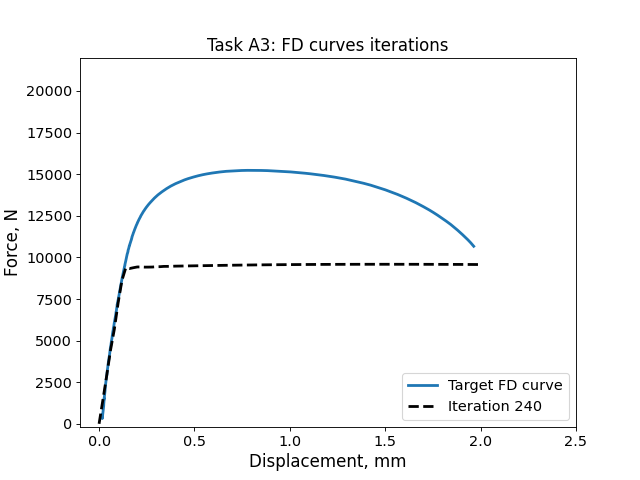 Task A3: FD curves iterations
Force, N
20000
17500
15000
12500
10000
7500
5000
2500
0
0.0 0.5 1.0 1.5 2.0 2.5
Displacement, mm
Target FD curve
Iteration 240